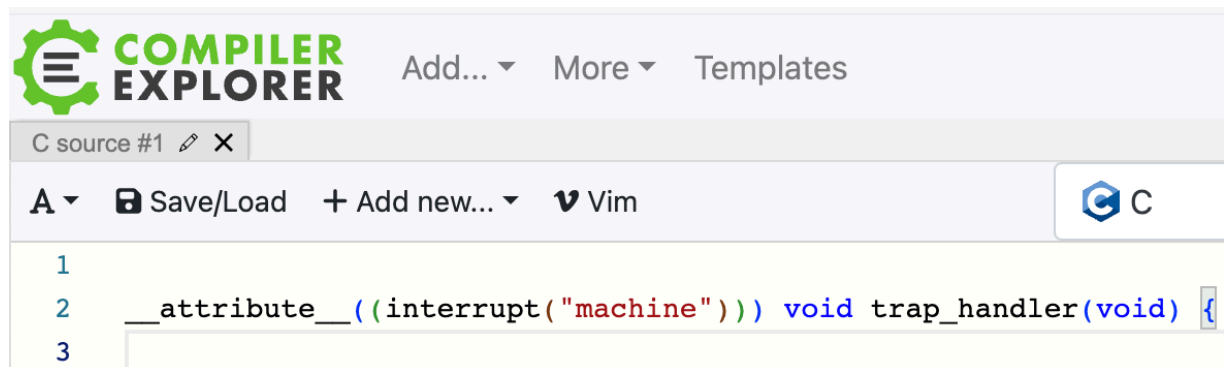 COMPILER
EXPLORER
Add... More Templates
C source #1
A Save/Load + Add new... Vim C
1
2 __attribute__((interrupt("machine"))) void trap_handler(void) {
3